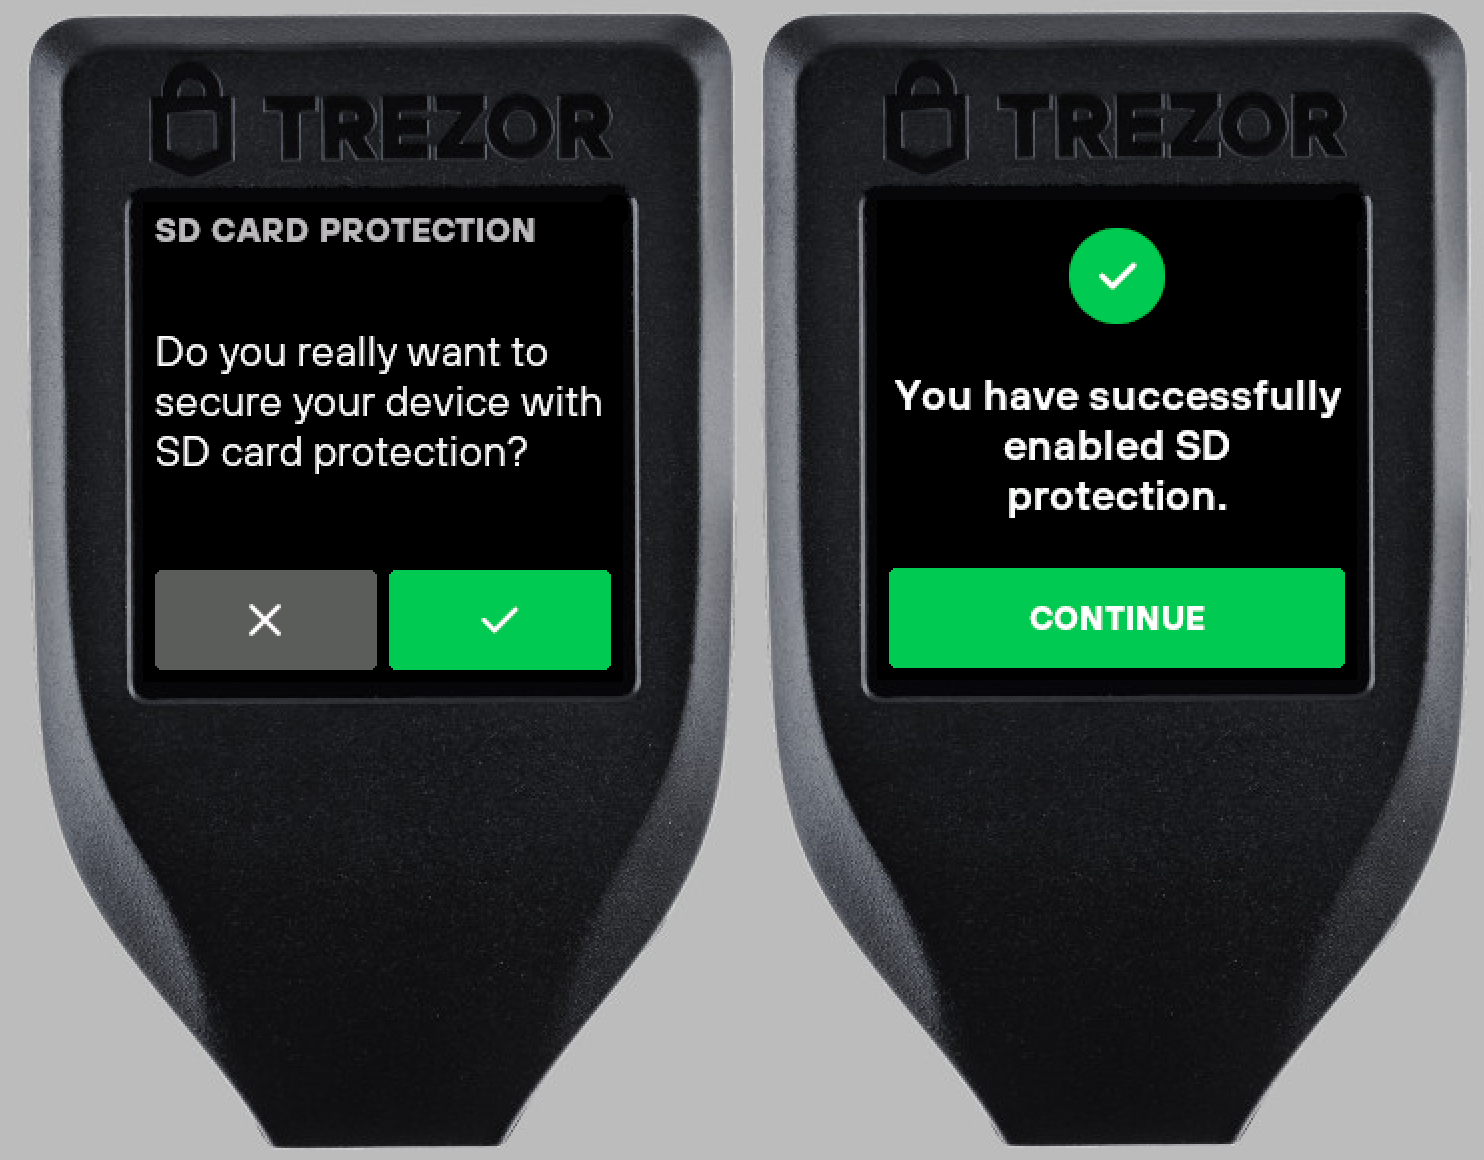 TREZOR
SD CARD PROTECTION
Do you really want to
secure your device with
SD card protection?
TREZOR
You have successfully
enabled SD
protection.
CONTINUE